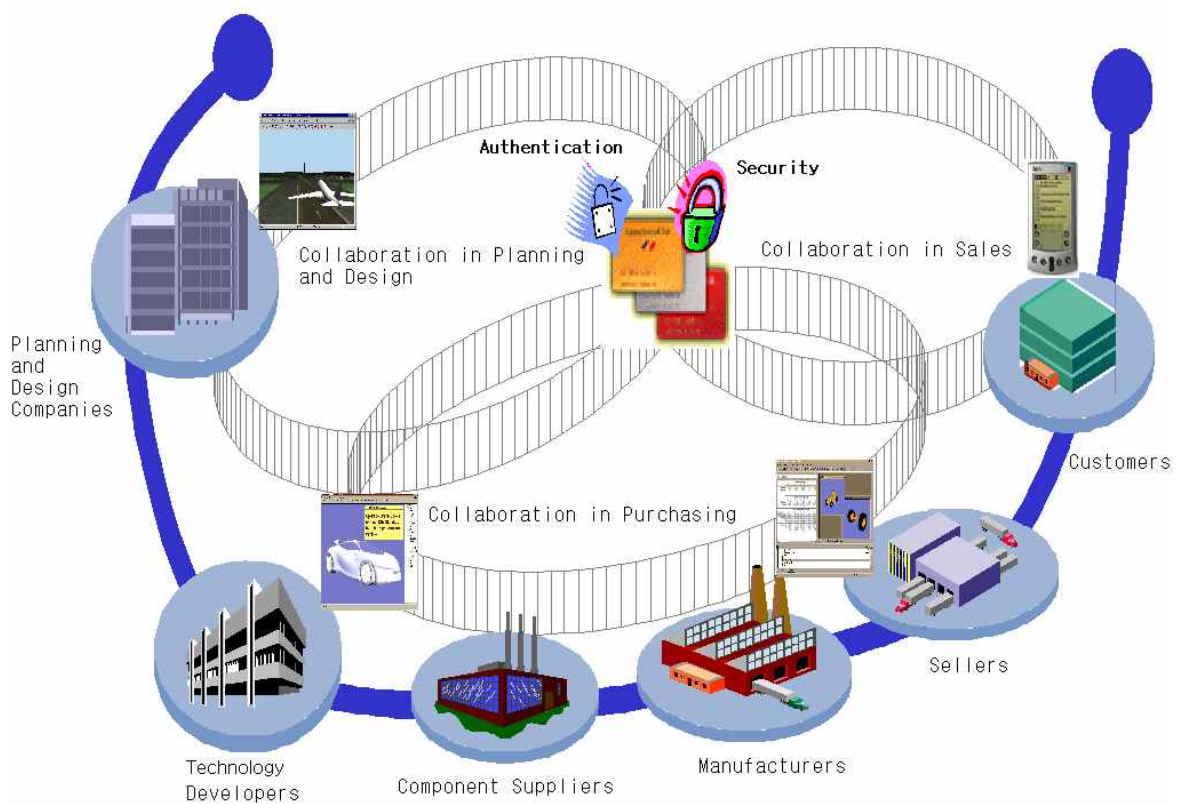 Authentication
Security
Collaboration in Planning
and Design
Collaboration in Sales
Planning
and
Design
Companies
Customers
Collaboration in Purchasing
Sellers
Manufacturers
Technology
Developers
Component Suppliers